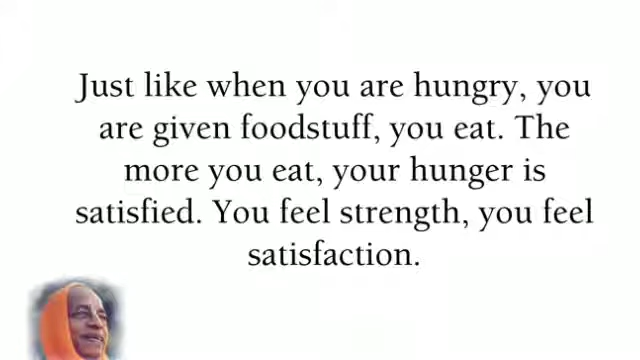 Just like when you are hungry, you
are given foodstuff, you eat. The
more you eat, your hunger is
satisfied. You feel strength, you feel
satisfaction.